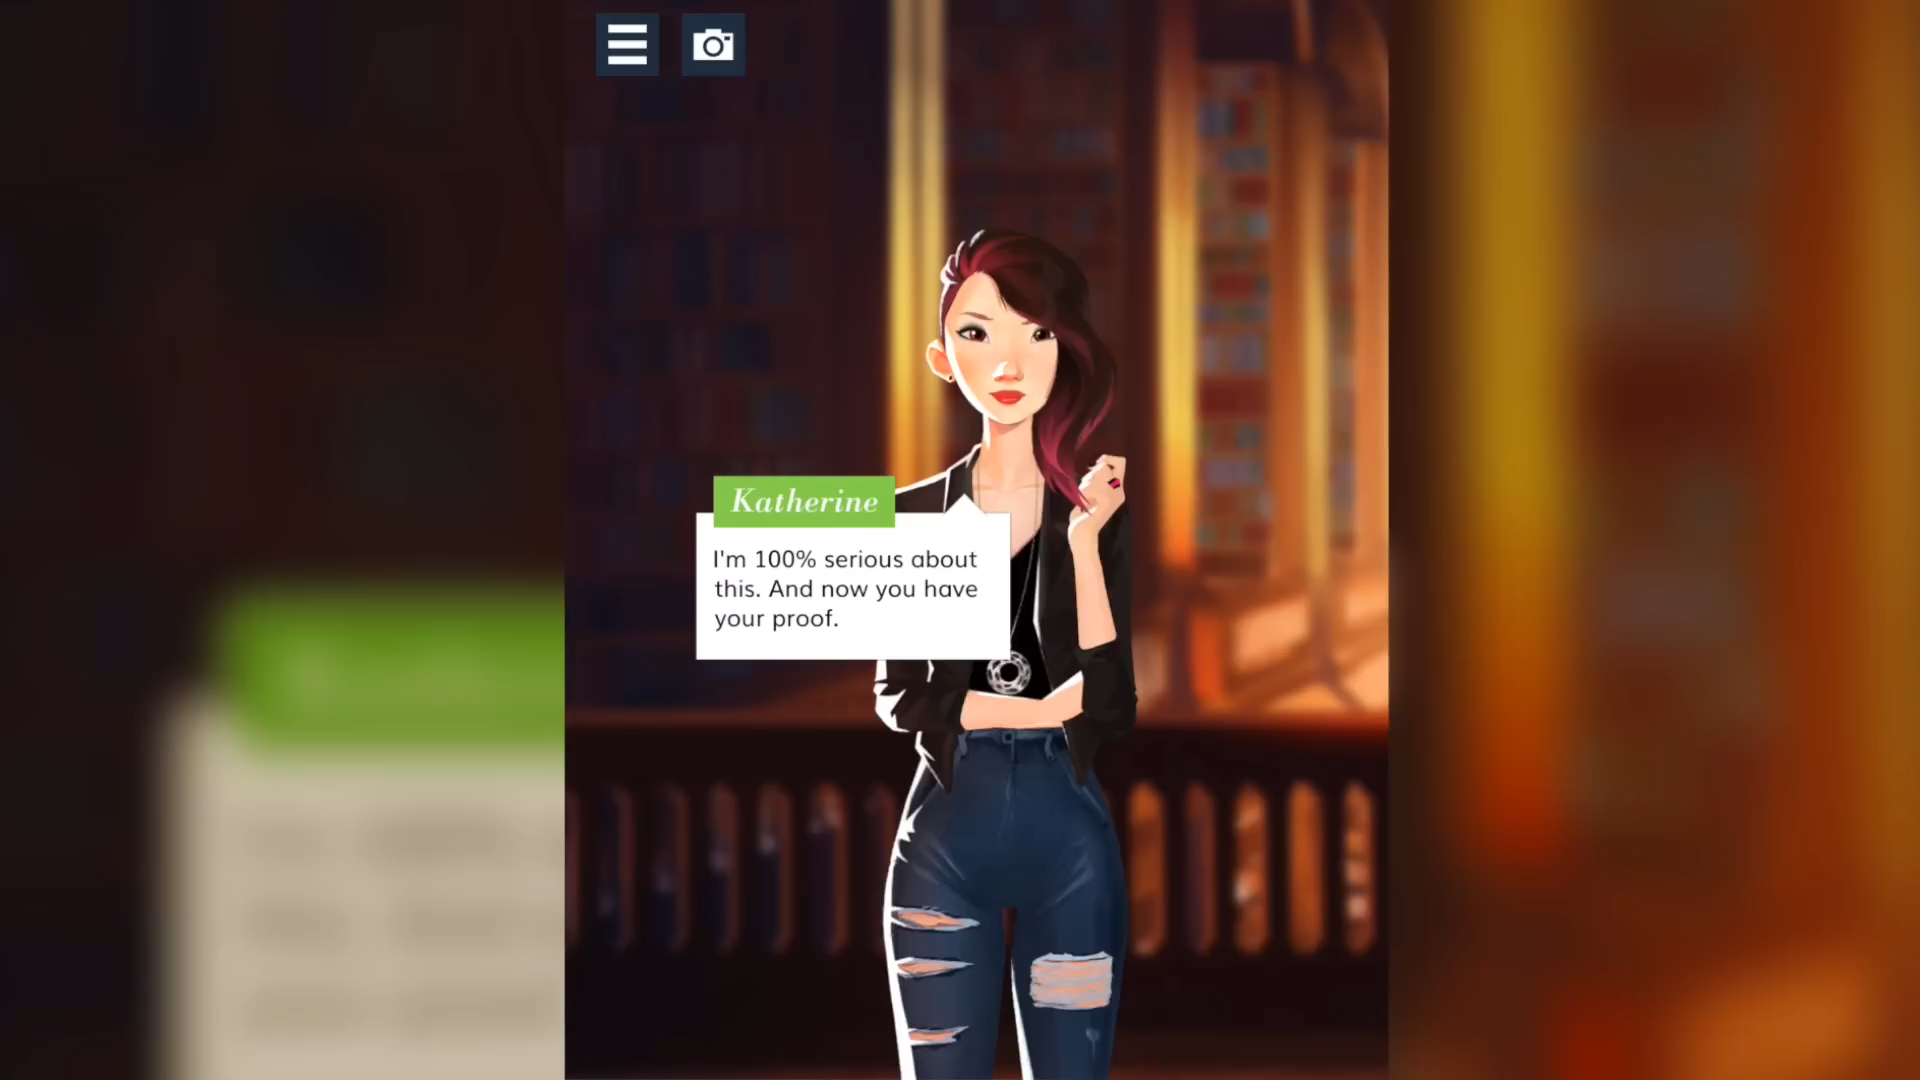 Katherine
I'm 100% serious about
this. And now you have
your proof.